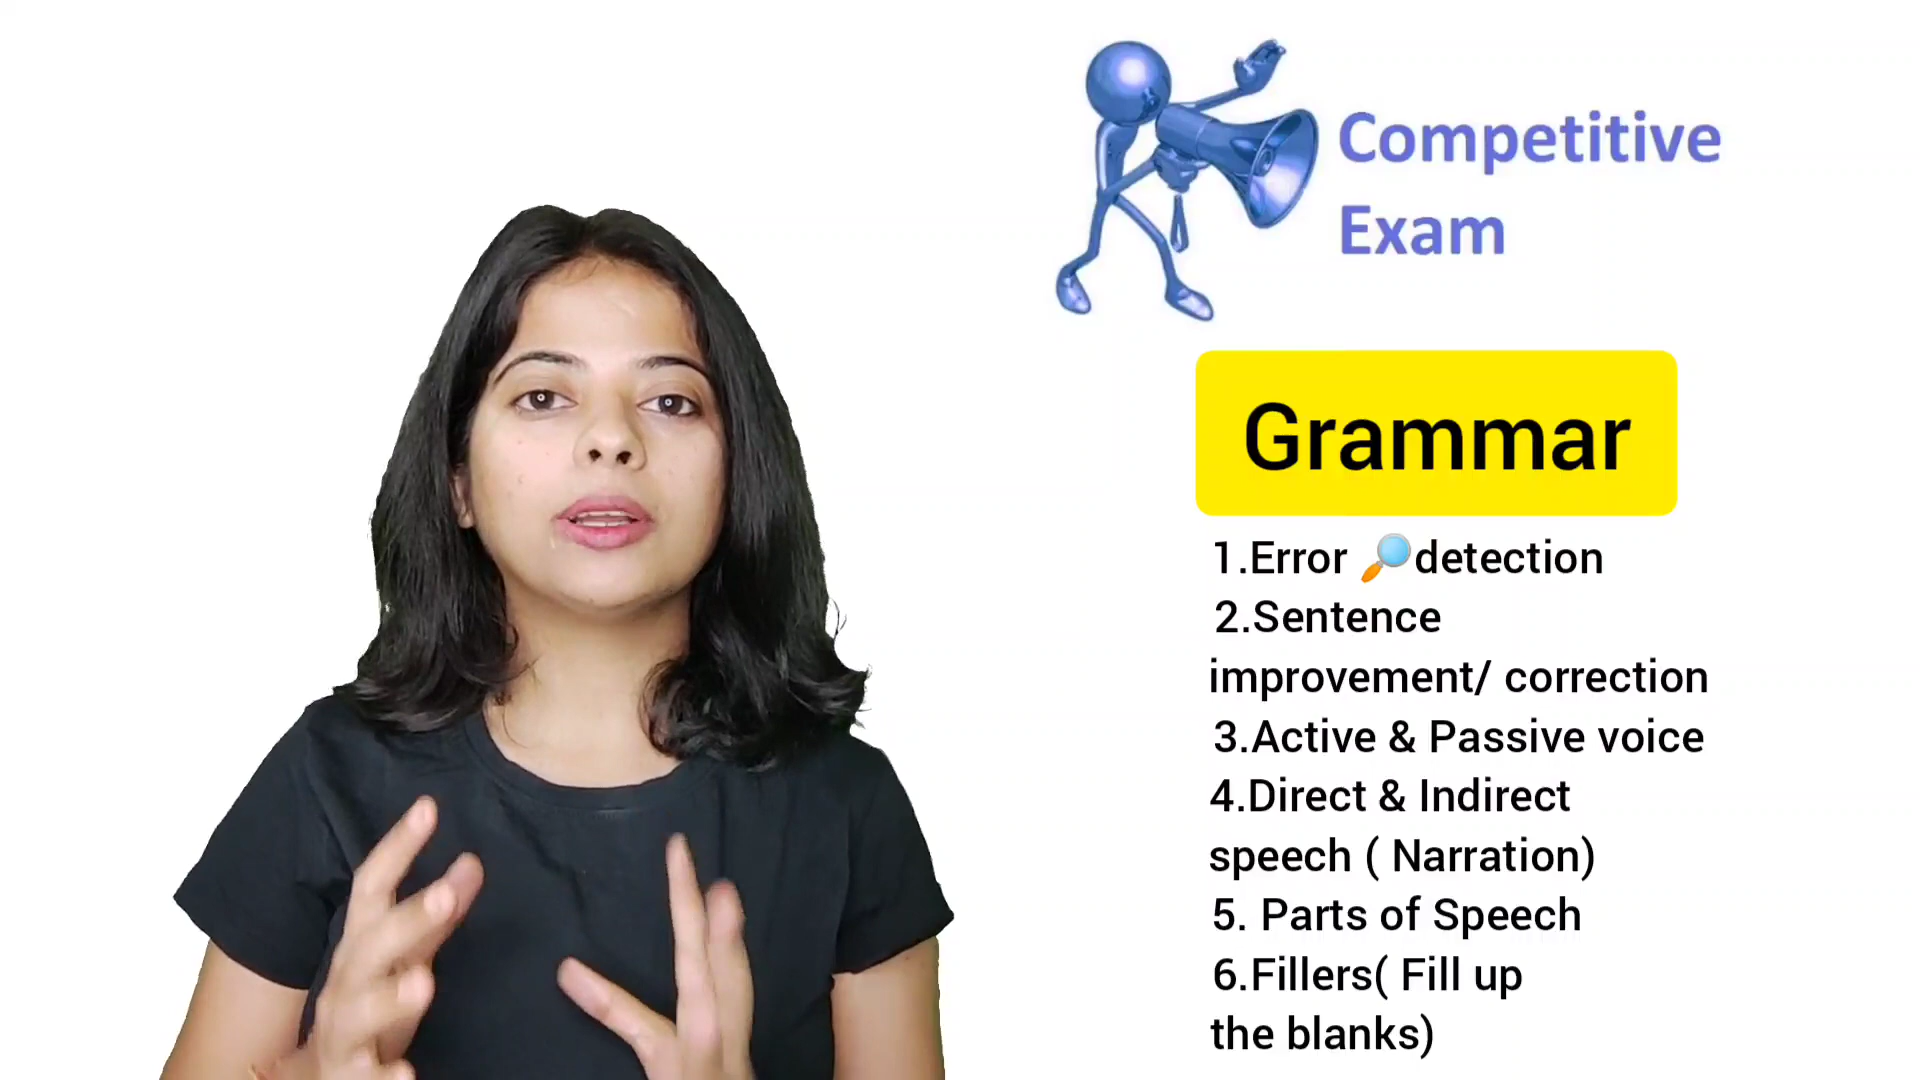 Competitive
Exam
Grammar
1.Error 🔎detection
2.Sentence
improvement/ correction
3.Active & Passive voice
4.Direct & Indirect
speech ( Narration)
5. Parts of Speech
6.Fillers( Fill up
the blanks)